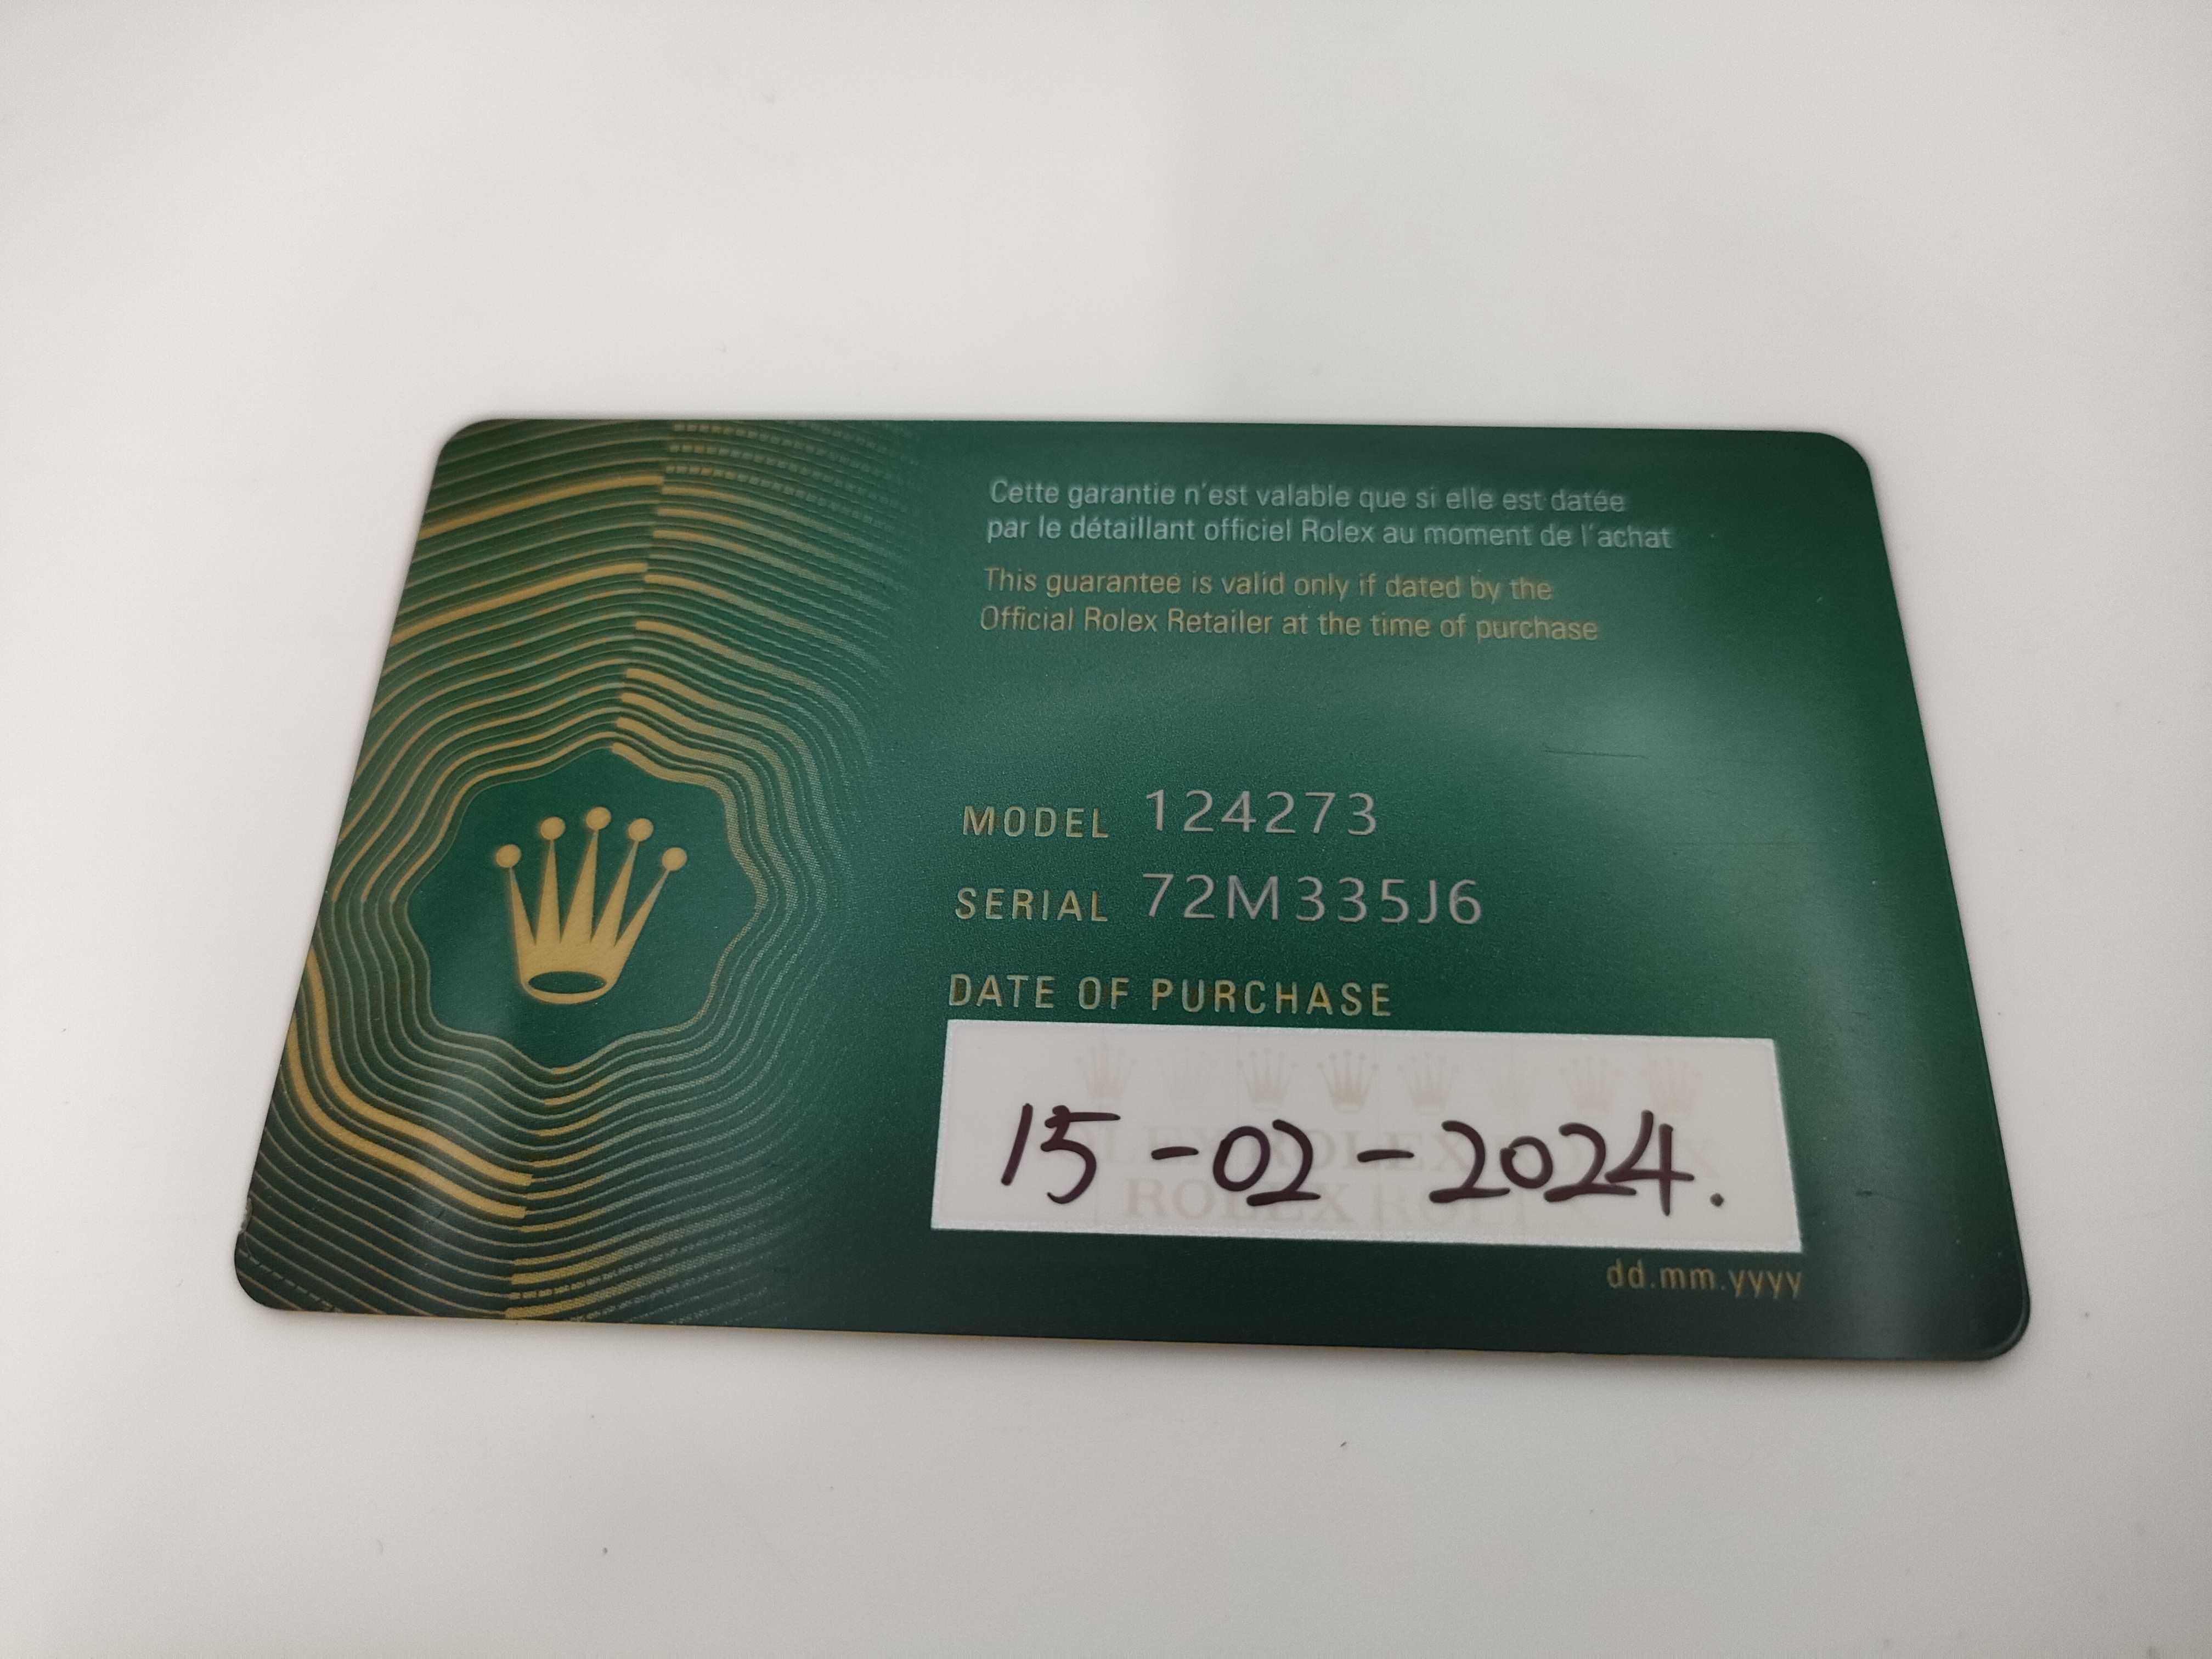 Cette garantie n'est valable que si elle est datée
par le détaillant officiel Rolex au moment de l'achat
This guarantee is valid only if dated by the
Official Rolex Retailer at the time of purchase
MODEL 124273
SERIAL 72M335J6
DATE OF PURCHASE
15-02-2024.
ROLEX ROLEX
dd.mm.yyyy